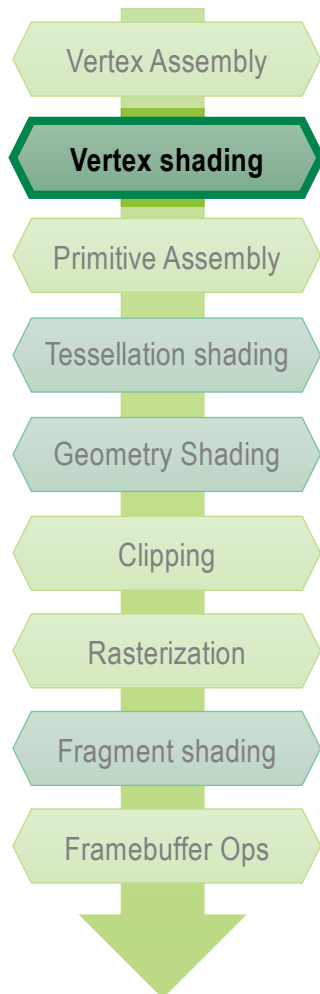 Vertex Assembly
Vertex shading
Primitive Assembly
Tessellation shading
Geometry Shading
Clipping
Rasterization
Fragment shading
Framebuffer Ops